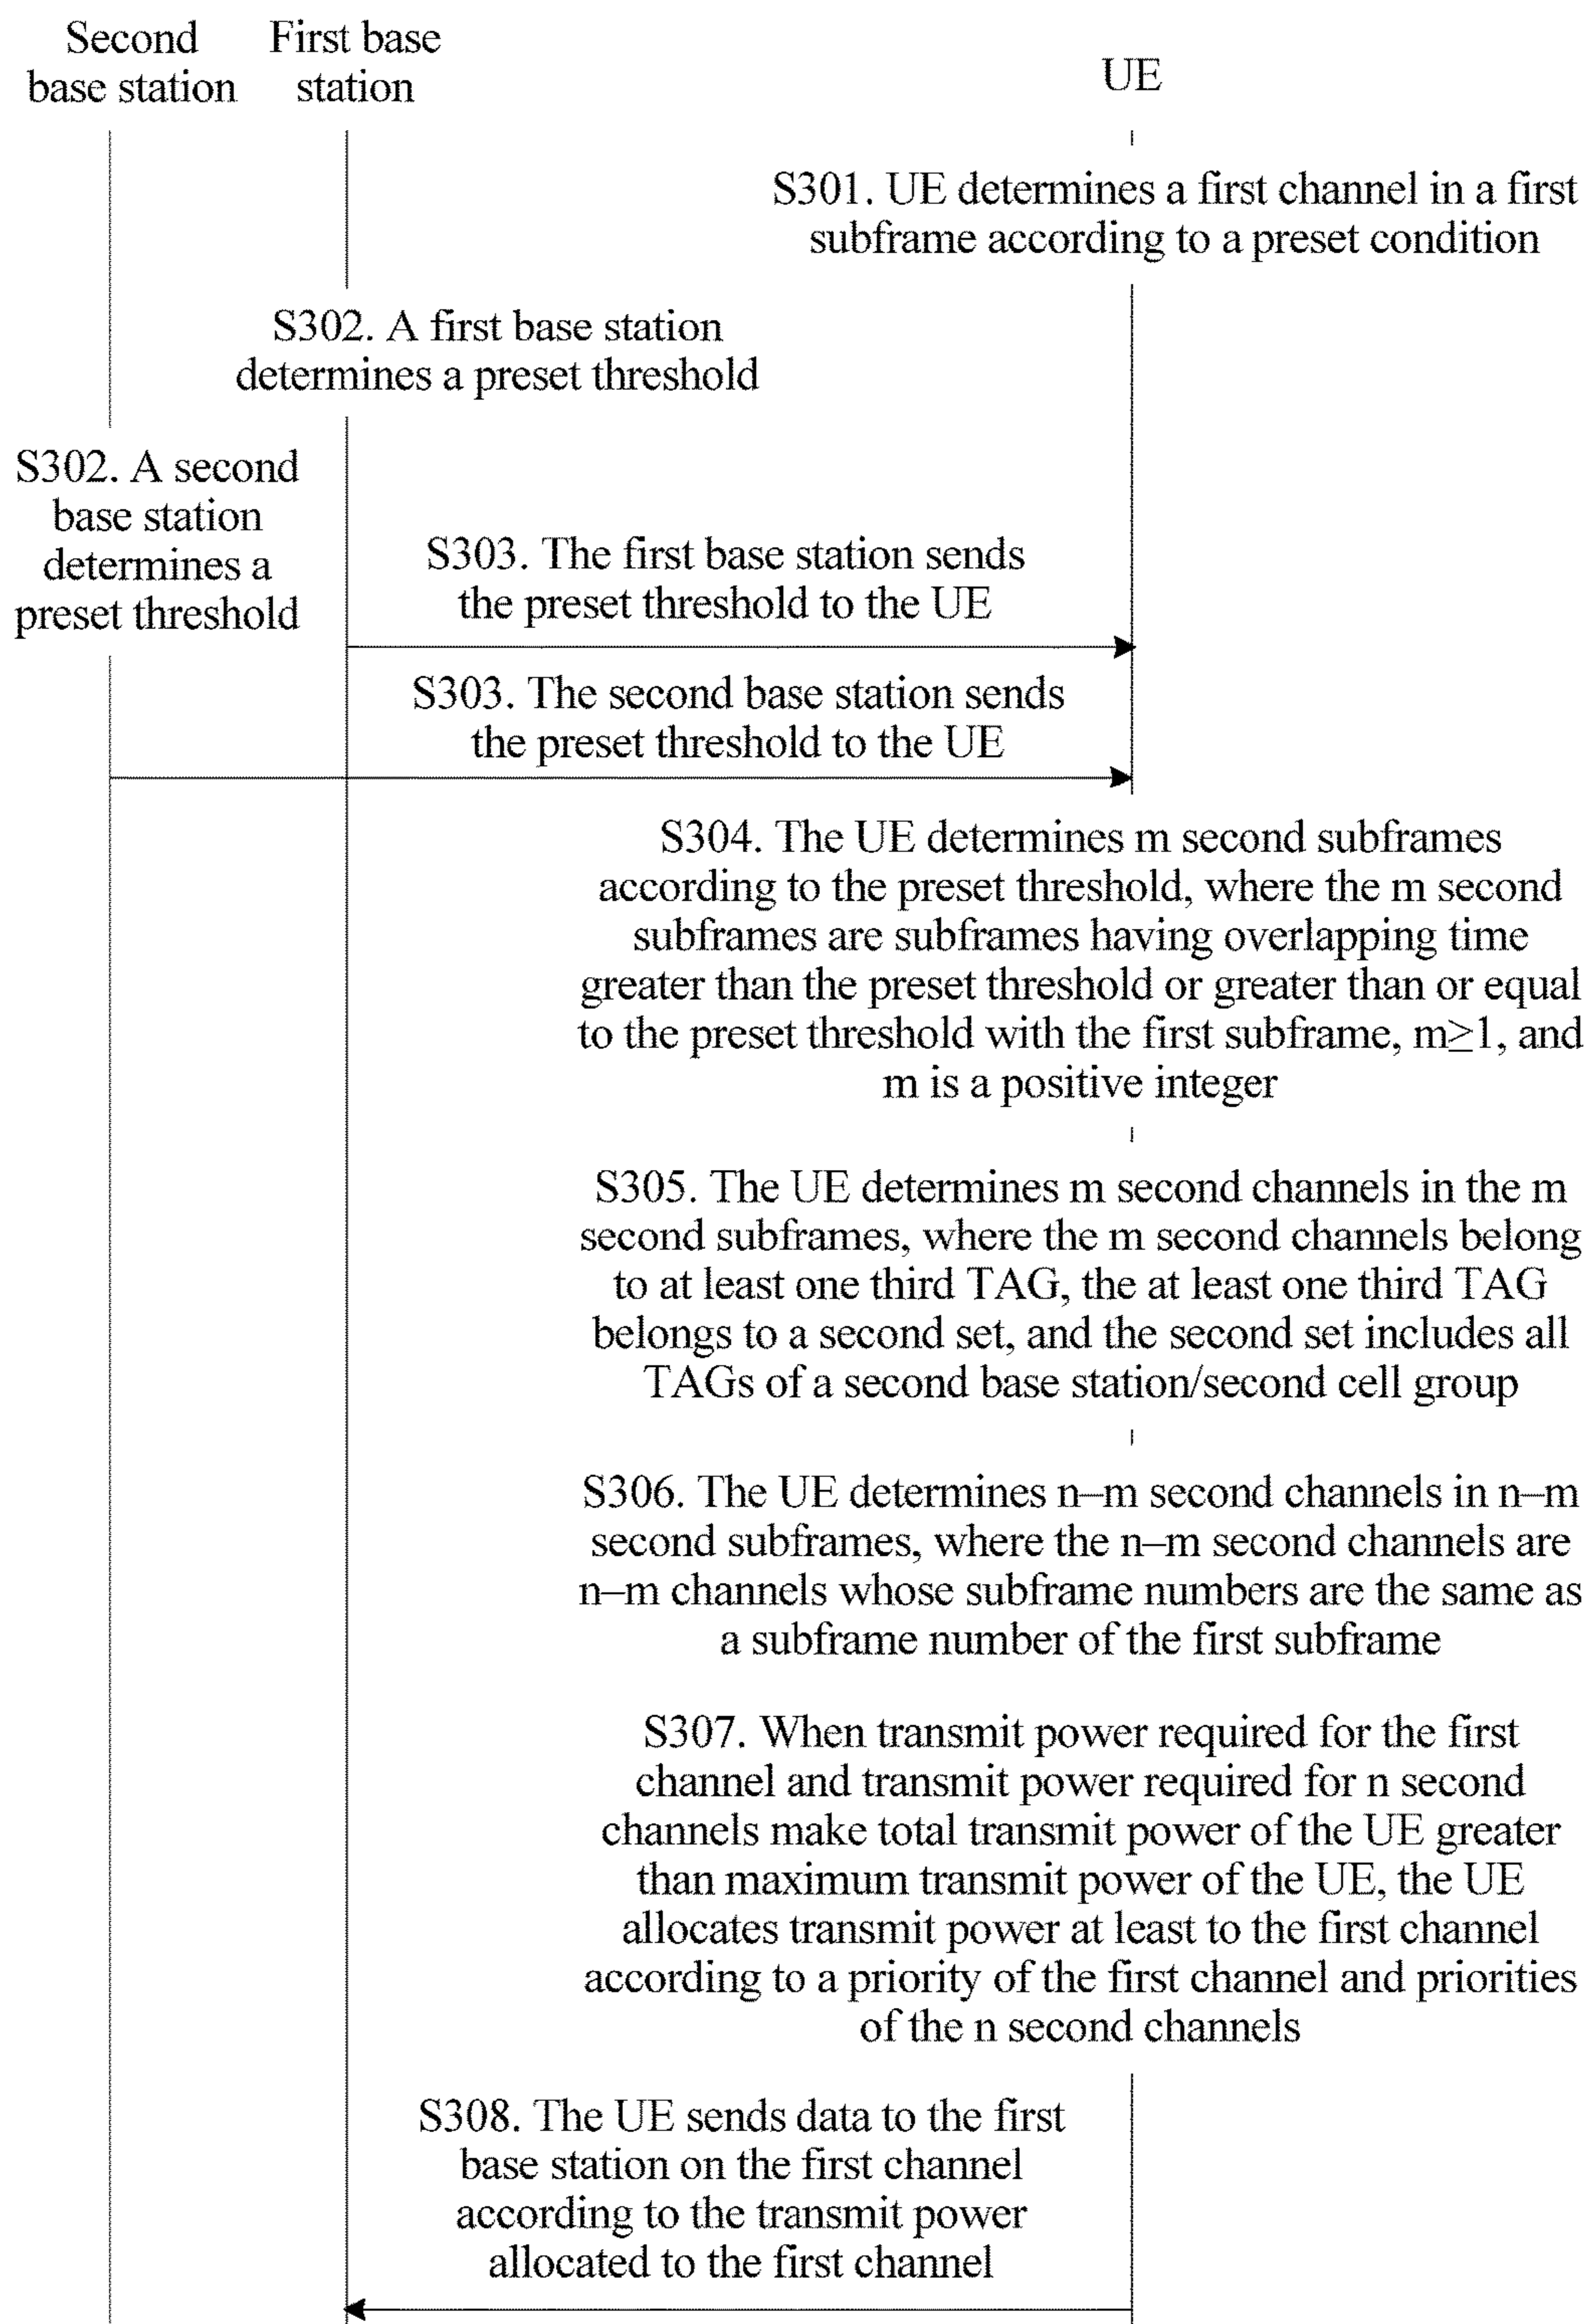 Second
base station
First base
station
UE
S301. UE determines a first channel in a first
subframe according to a preset condition
S302. A first base station
determines a preset threshold
S302. A second
base station
determines a
preset threshold
S303. The first base station sends
the preset threshold to the UE
S303. The second base station sends
the preset threshold to the UE
S304. The UE determines m second subframes
according to the preset threshold, where the m second
subframes are subframes having overlapping time
greater than the preset threshold or greater than or equal
to the preset threshold with the first subframe, m≥1, and
m is a positive integer
S305. The UE determines m second channels in the m
second subframes, where the m second channels belong
to at least one third TAG, the at least one third TAG
belongs to a second set, and the second set includes all
TAGs of a second base station/second cell group
S306. The UE determines n–m second channels in n–m
second subframes, where the n–m second channels are
n–m channels whose subframe numbers are the same as
a subframe number of the first subframe
S307. When transmit power required for the first
channel and transmit power required for n second
channels make total transmit power of the UE greater
than maximum transmit power of the UE, the UE
allocates transmit power at least to the first channel
according to a priority of the first channel and priorities
of the n second channels
S308. The UE sends data to the first
base station on the first channel
according to the transmit power
allocated to the first channel